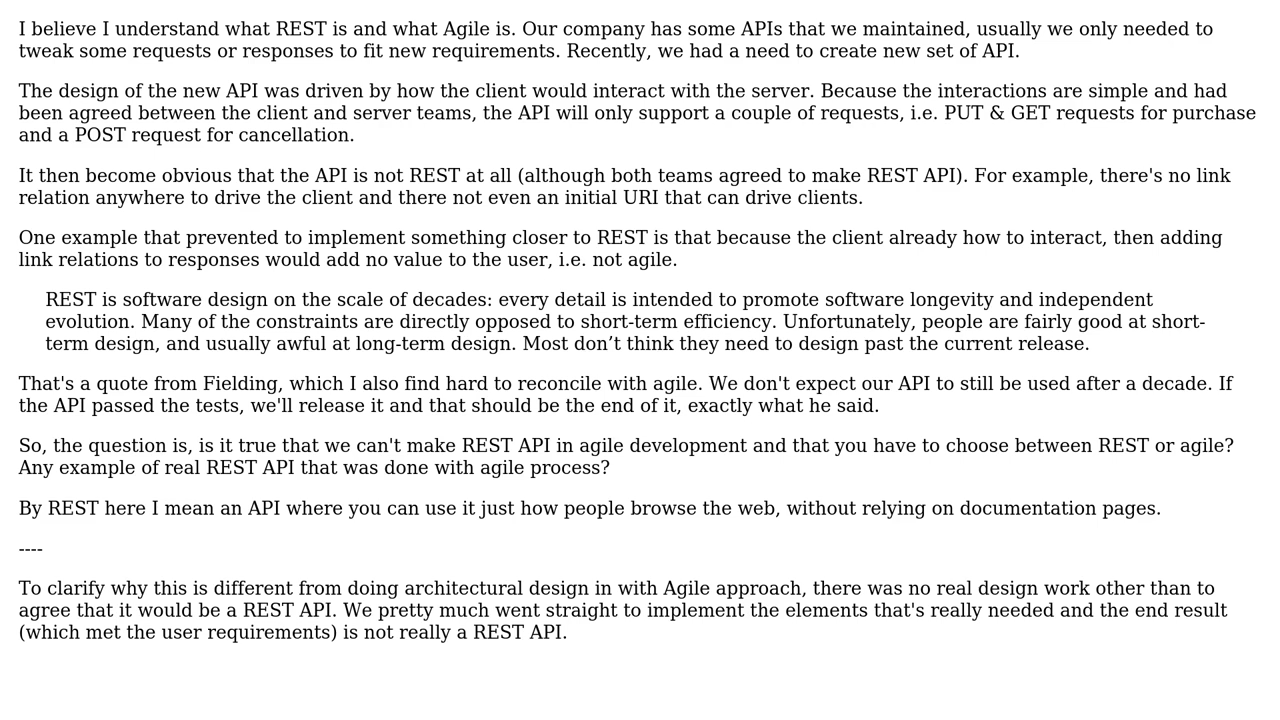 I believe I understand what REST is and what Agile is. Our company has some APIs that we maintained, usually we only needed to
tweak some requests or responses to fit new requirements. Recently, we had a need to create new set of API.
The design of the new API was driven by how the client would interact with the server. Because the interactions are simple and had
been agreed between the client and server teams, the API will only support a couple of requests, i.e. PUT & GET requests for purchase
and a POST request for cancellation.
It then become obvious that the API is not REST at all (although both teams agreed to make REST API). For example, there's no link
relation anywhere to drive the client and there not even an initial URI that can drive clients.
One example that prevented to implement something closer to REST is that because the client already how to interact, then adding
link relations to responses would add no value to the user, i.e. not agile.
REST is software design on the scale of decades: every detail is intended to promote software longevity and independent
evolution. Many of the constraints are directly opposed to short-term efficiency. Unfortunately, people are fairly good at short-
term design, and usually awful at long-term design. Most don’t think they need to design past the current release.
That's a quote from Fielding, which I also find hard to reconcile with agile. We don't expect our API to still be used after a decade. If
the API passed the tests, we'll release it and that should be the end of it, exactly what he said.
So, the question is, is it true that we can't make REST API in agile development and that you have to choose between REST or agile?
Any example of real REST API that was done with agile process?
By REST here I mean an API where you can use it just how people browse the web, without relying on documentation pages.
----
To clarify why this is different from doing architectural design in with Agile approach, there was no real design work other than to
agree that it would be a REST API. We pretty much went straight to implement the elements that's really needed and the end result
(which met the user requirements) is not really a REST API.